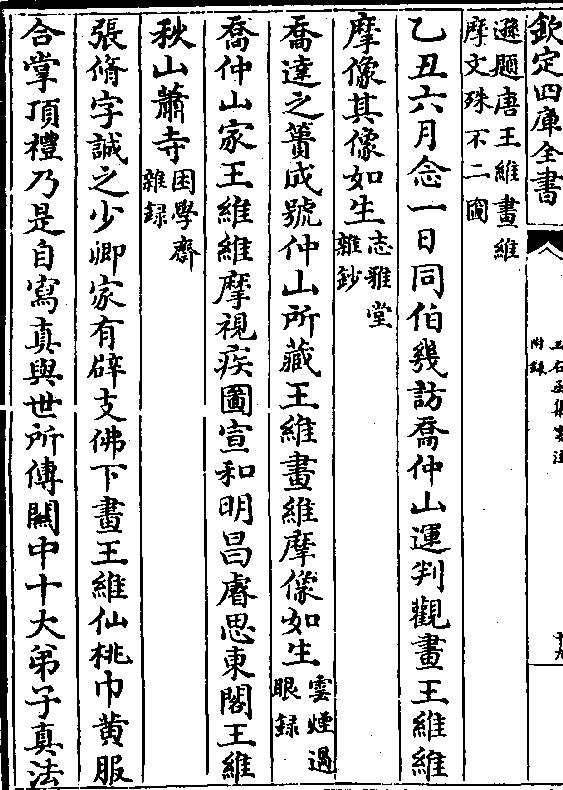 欽定四庫全書
附錄
遜題唐王維畫維
摩文殊不二圖
乙丑六月念一日同伯幾訪喬仲山運判觀畫王維維
摩像其像如生
志雅堂
雜鈔
喬達之簣成號仲山所藏王維畫維摩像如生
雲煙過
眼録
喬仲山家王維維摩視疾圖宣和明昌睿思東閣王維
秋山蕭寺
困學齋
雜録
張脩字誠之少卿家有辟支佛下畫王維仙桃巾黄服
合掌頂禮乃是自寫真與世所傳關中十大弟子真法